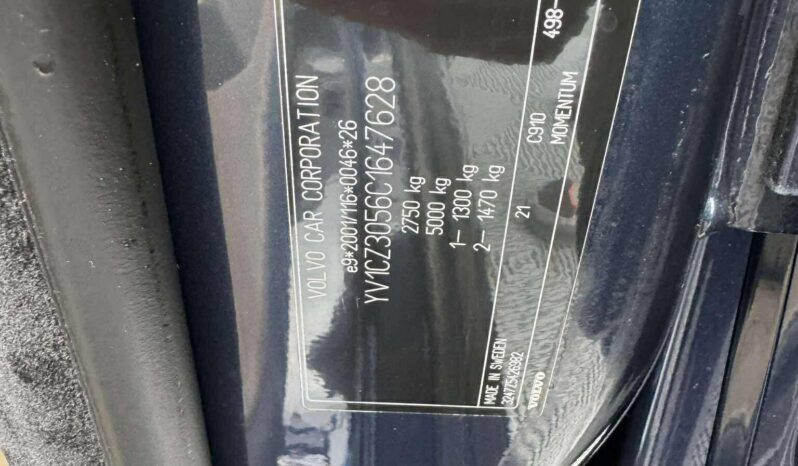 VOLVO CAR CORPORATION
e9*2001/116*0046*26
YV1CZ3056C1647628
2750 kg
5000 kg
1– 1300 kg
2– 1470 kg
MADE IN SWEDEN
21
C910
498-
VOLVO
MOMENTUM